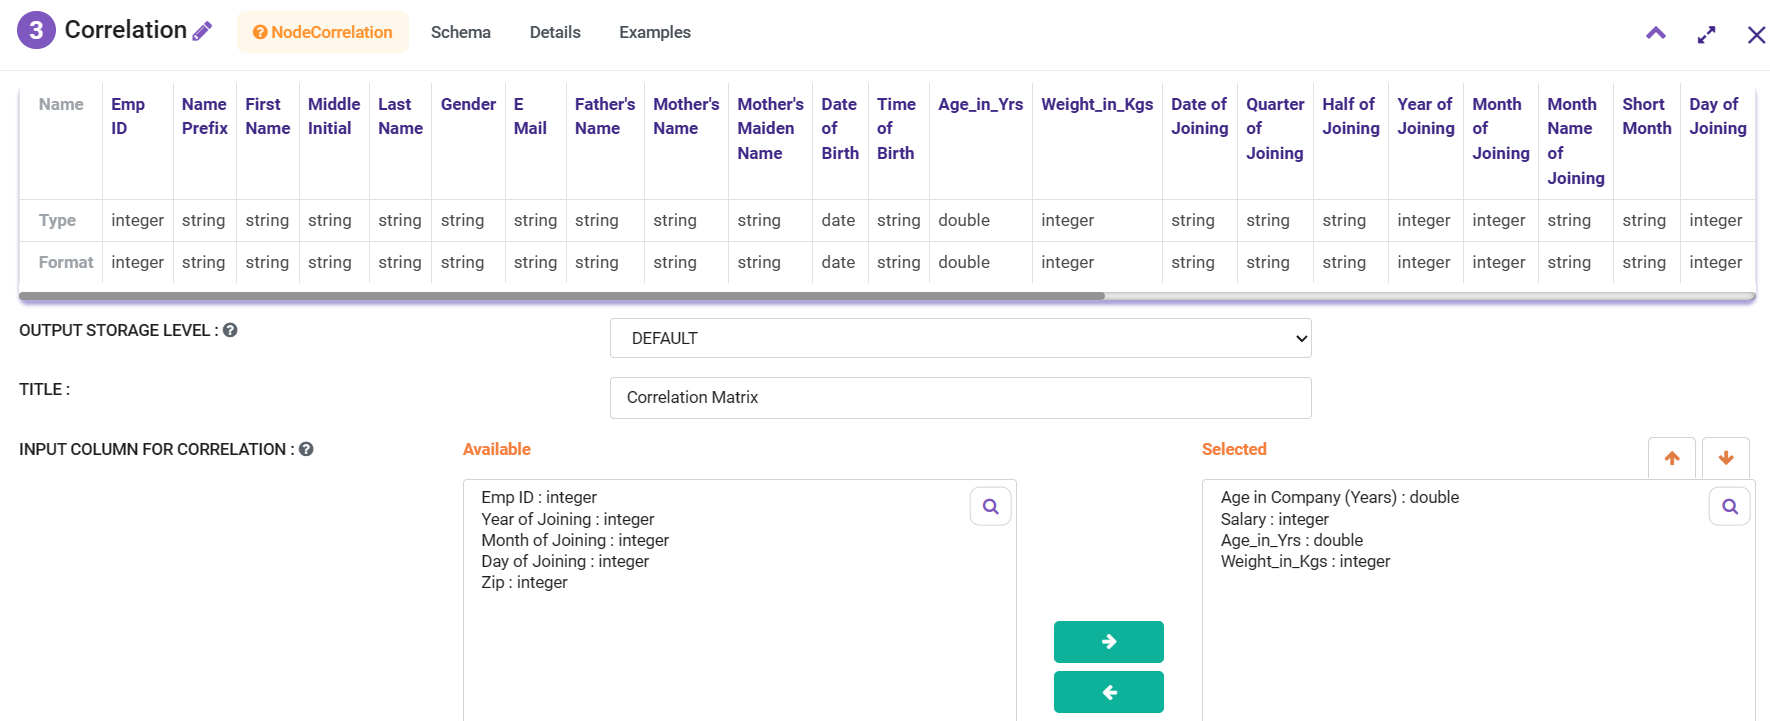 3 Correlation NodeCorrelation Schema Details Examples
Name Emp ID Name Prefix First Name Middle Initial Last Name Gender E Mail Father's Name Mother's Name Mother's Maiden Name Date of Birth Time of Birth Age_in_Yrs Weight_in_Kgs Date of Joining Quarter of Joining Half of Joining Year of Joining Month of Joining Month Name of Joining Short Month Day of Joining
Type integer string string string string string string string string string date string double integer string string string integer integer string string integer
Format integer string string string string string string string string string date string double integer string string string integer integer string string integer
OUTPUT STORAGE LEVEL : DEFAULT
TITLE : Correlation Matrix
INPUT COLUMN FOR CORRELATION :
Available
Emp ID : integer
Year of Joining : integer
Month of Joining : integer
Day of Joining : integer
Zip : integer
Selected
Age in Company (Years) : double
Salary : integer
Age_in_Yrs : double
Weight_in_Kgs : integer